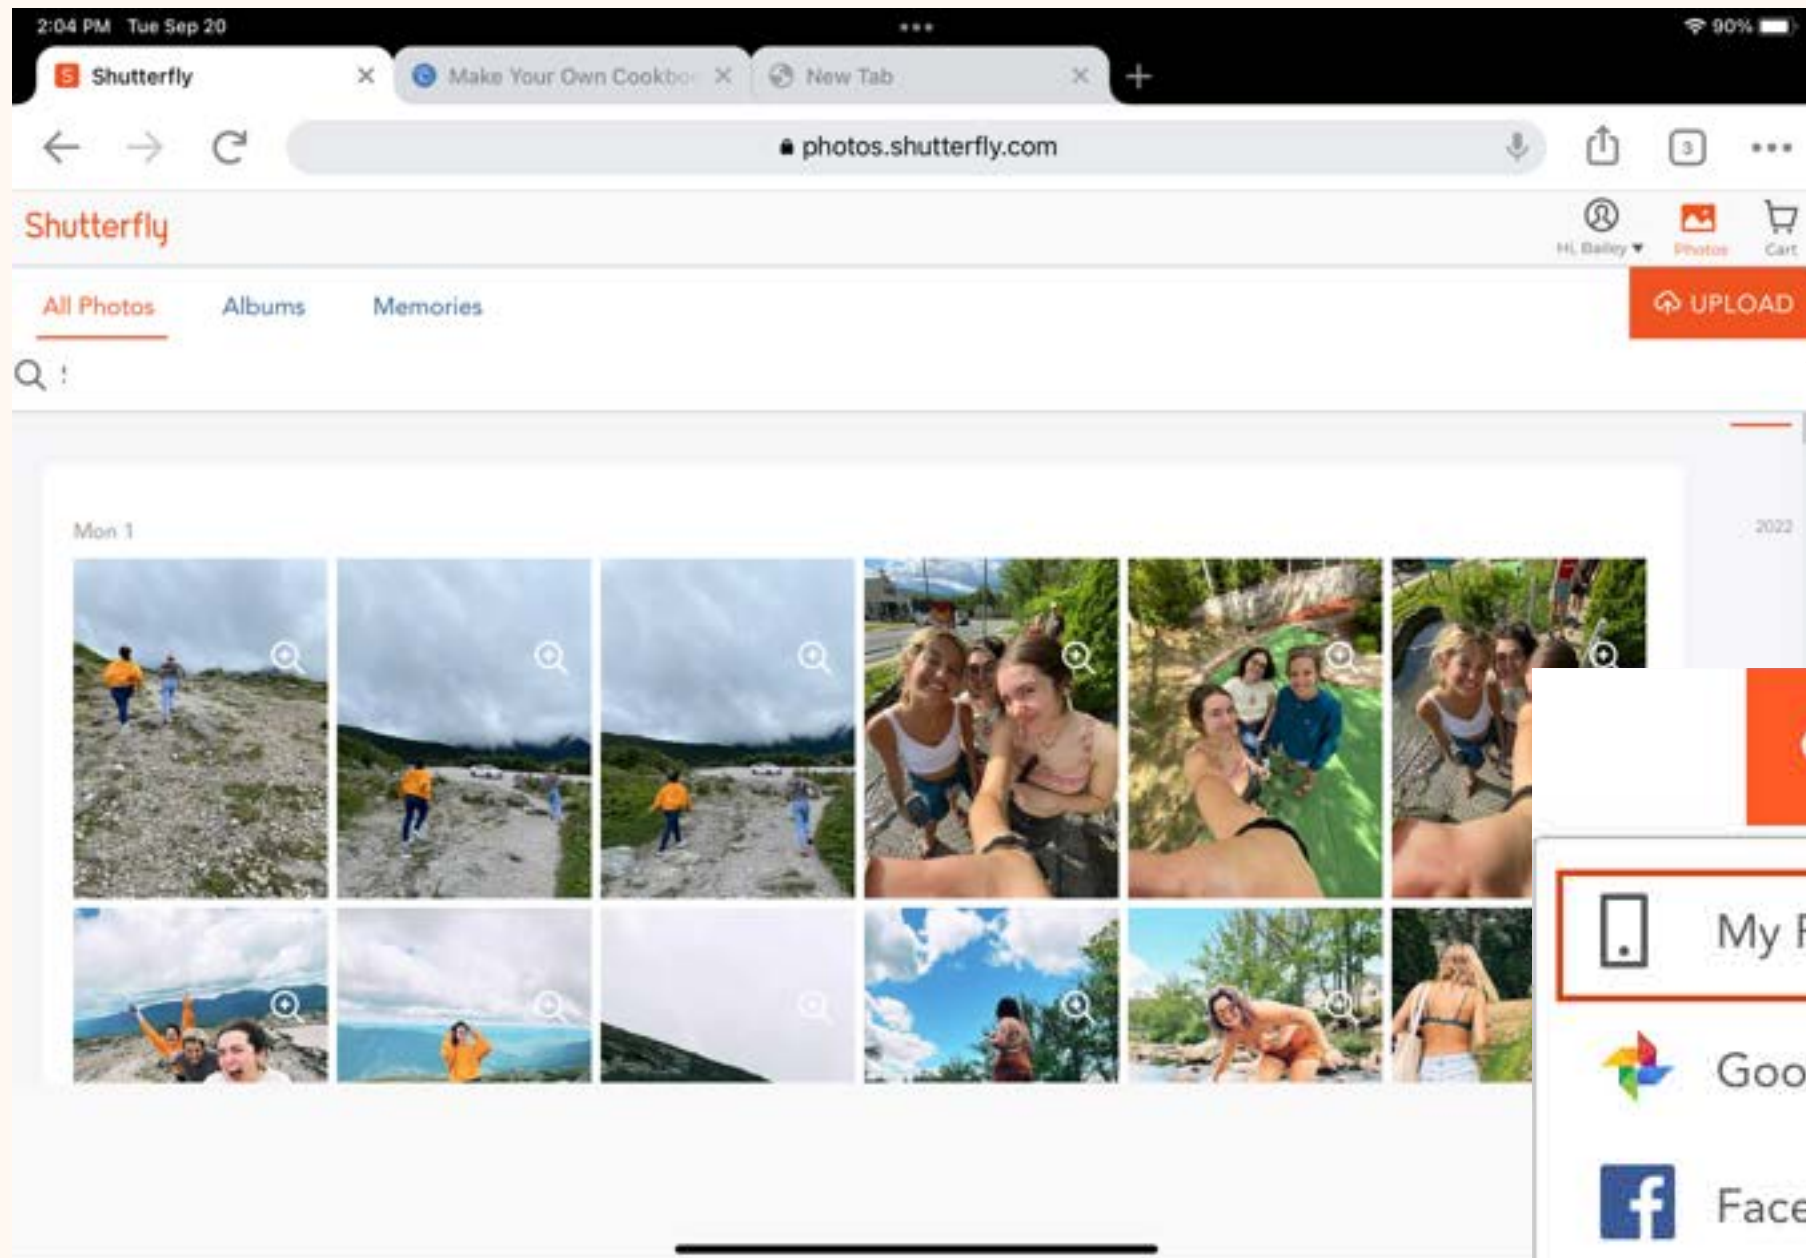 2:04 PM Tue Sep 20
90%
Shutterfly
Make Your Own Cookboo
New Tab
photos.shutterfly.com
3
Shutterfly
Hi, Bailey ▼
Photos
Cart
All Photos
Albums
Memories
UPLOAD
Mon 1
2022
My
Goo
Face